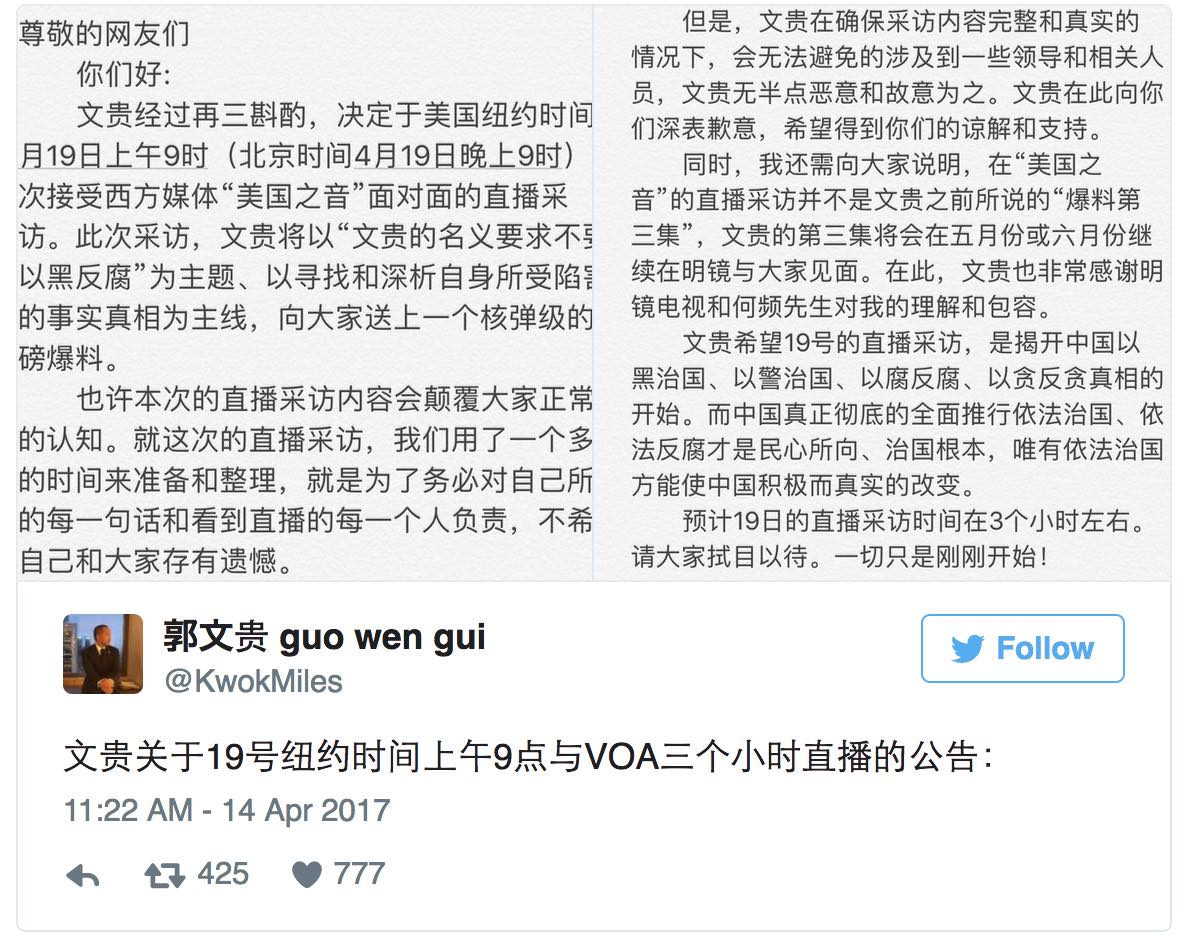 尊敬的网友们
你们好:
文贵经过再三斟酌，决定于美国纽约时间
月19日上午9时（北京时间4月19日晚上9时）
次接受西方媒体“美国之音”面对面的直播采
访。此次采访，文贵将以“文贵的名义要求不要
以黑反腐”为主题、以寻找和深析自身所受陷害
的事实真相为主线，向大家送上一个核弹级的
磅爆料。
也许本次的直播采访内容会颠覆大家正常
的认知。就这次的直播采访，我们用了一个多
的时间来准备和整理，就是为了务必对自己所
的每一句话和看到直播的每一个人负责，不希
自己和大家存有遗憾。
但是，文贵在确保采访内容完整和真实的
情况下，会无法避免的涉及到一些领导和相关人
员，文贵无半点恶意和故意为之。文贵在此向你
们深表歉意，希望得到你们的谅解和支持。
同时，我还需向大家说明，在“美国之
音”的直播采访并不是文贵之前所说的“爆料第
三集”，文贵的第三集将会在五月份或六月份继
续在明镜与大家见面。在此，文贵也非常感谢明
镜电视和何频先生对我的理解和包容。
文贵希望19号的直播采访，是揭开中国以
黑治国、以警治国、以腐反腐、以贪反贪真相的
开始。而中国真正彻底的全面推行依法治国、依
法反腐才是民心所向、治国根本，唯有依法治国
方能使中国积极而真实的改变。
预计19日的直播采访时间在3个小时左右。
请大家拭目以待。一切只是刚刚开始！
郭文贵 guo wen gui
@KwokMiles
Follow
文贵关于19号纽约时间上午9点与VOA三个小时直播的公告：
11:22 AM - 14 Apr 2017
425 777